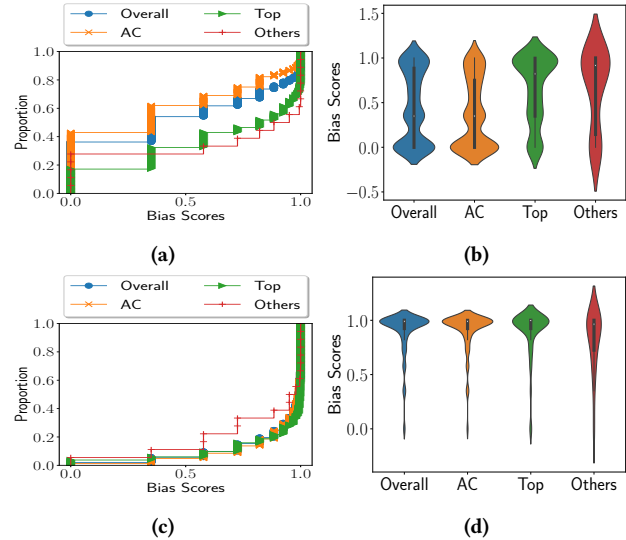 Overall Top
AC Others
1.0
0.8
0.6
0.4
0.2
0.0
Proportion
0.0 0.5 1.0
Bias Scores
(a)
1.5
1.0
0.5
0.0
−0.5
Bias Scores
Overall AC Top Others
(b)
Overall Top
AC Others
1.0
0.8
0.6
0.4
0.2
0.0
Proportion
0.0 0.5 1.0
Bias Scores
(c)
1.0
0.5
0.0
Bias Scores
Overall AC Top Others
(d)